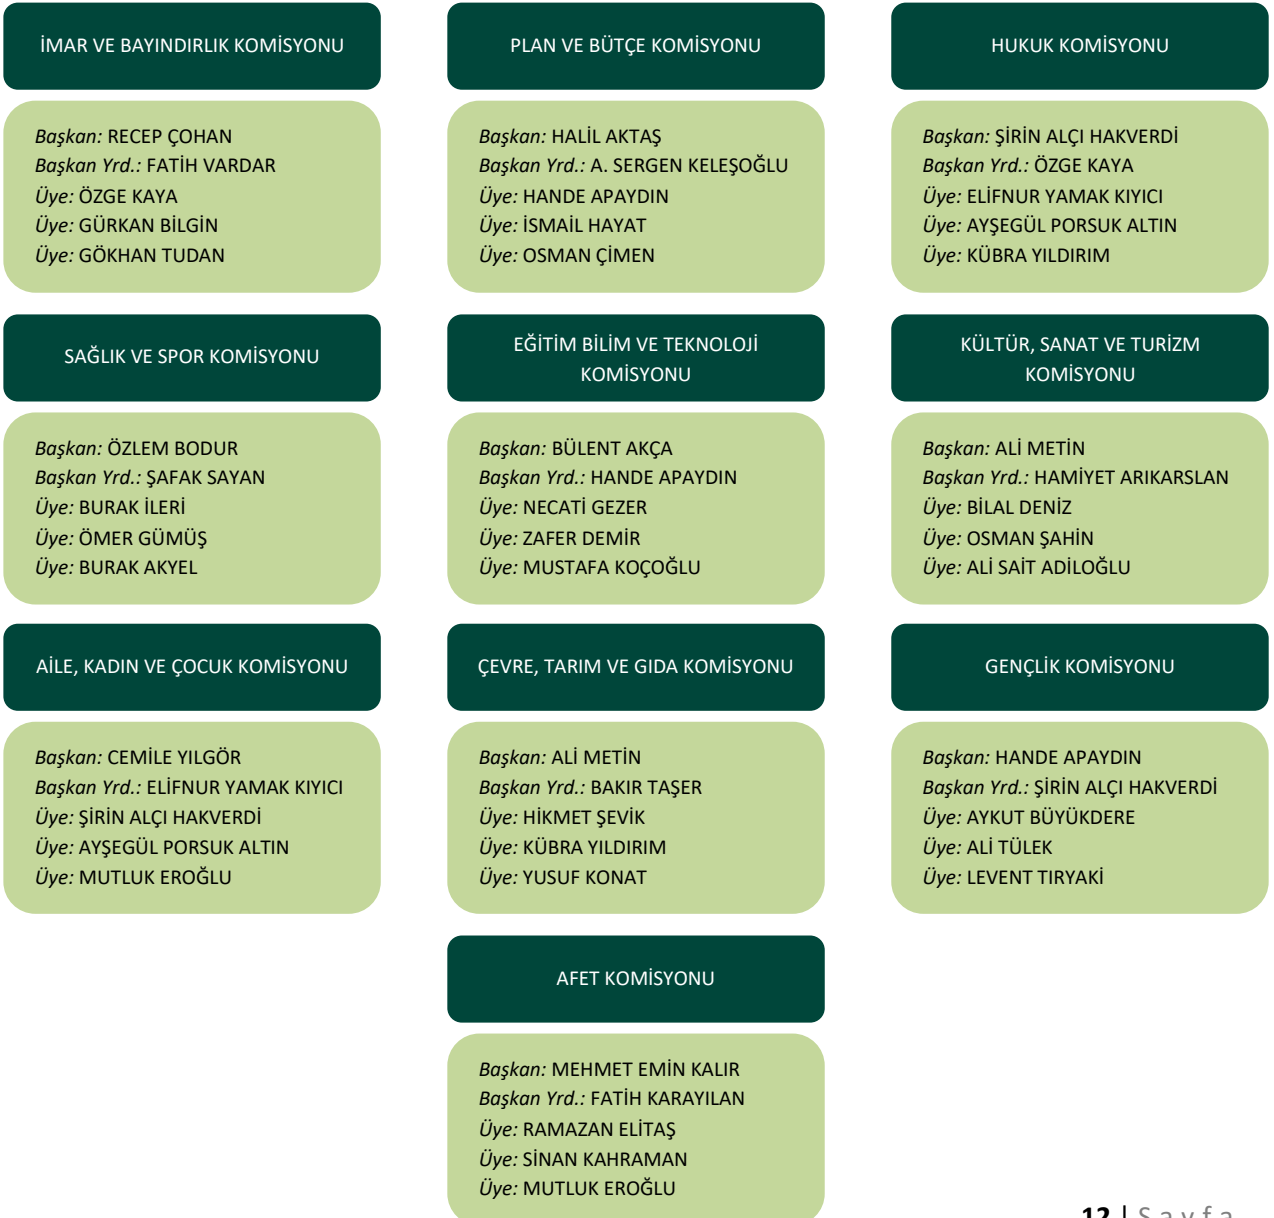 İMAR VE BAYINDIRLIK KOMİSYONU
Başkan: RECEP ÇOHAN
Başkan Yrd.: FATİH VARDAR
Üye: ÖZGE KAYA
Üye: GÜRKAN BİLGİN
Üye: GÖKHAN TUDAN
PLAN VE BÜTÇE KOMİSYONU
Başkan: HALİL AKTAŞ
Başkan Yrd.: A. SERGEN KELEŞOĞLU
Üye: HANDE APAYDIN
Üye: İSMAİL HAYAT
Üye: OSMAN ÇİMEN
HUKUK KOMİSYONU
Başkan: ŞİRİN ALÇI HAKVERDİ
Başkan Yrd.: ÖZGE KAYA
Üye: ELİFNUR YAMAK KIYICI
Üye: AYŞEGÜL PORSUK ALTIN
Üye: KÜBRA YILDIRIM
SAĞLIK VE SPOR KOMİSYONU
Başkan: ÖZLEM BODUR
Başkan Yrd.: ŞAFAK SAYAN
Üye: BURAK İLERİ
Üye: ÖMER GÜMÜŞ
Üye: BURAK AKYEL
EĞİTİM BİLİM VE TEKNOLOJİ
KOMİSYONU
Başkan: BÜLENT AKÇA
Başkan Yrd.: HANDE APAYDIN
Üye: NECATİ GEZER
Üye: ZAFER DEMİR
Üye: MUSTAFA KOÇOĞLU
KÜLTÜR, SANAT VE TURİZM
KOMİSYONU
Başkan: ALİ METİN
Başkan Yrd.: HAMİYET ARIKARSLAN
Üye: BİLAL DENİZ
Üye: OSMAN ŞAHİN
Üye: ALİ SAİT ADİLOĞLU
AİLE, KADIN VE ÇOCUK KOMİSYONU
Başkan: CEMİLE YILGÖR
Başkan Yrd.: ELİFNUR YAMAK KIYICI
Üye: ŞİRİN ALÇI HAKVERDİ
Üye: AYŞEGÜL PORSUK ALTIN
Üye: MUTLUK EROĞLU
ÇEVRE, TARIM VE GIDA KOMİSYONU
Başkan: ALİ METİN
Başkan Yrd.: BAKIR TAŞER
Üye: HİKMET ŞEVİK
Üye: KÜBRA YILDIRIM
Üye: YUSUF KONAT
GENÇLİK KOMİSYONU
Başkan: HANDE APAYDIN
Başkan Yrd.: ŞİRİN ALÇI HAKVERDİ
Üye: AYKUT BÜYÜKDERE
Üye: ALİ TÜLEK
Üye: LEVENT TIRYAKİ
AFET KOMİSYONU
Başkan: MEHMET EMİN KALIR
Başkan Yrd.: FATİH KARAYILAN
Üye: RAMAZAN ELİTAŞ
Üye: SİNAN KAHRAMAN
Üye: MUTLUK EROĞLU
12 | S a y f a